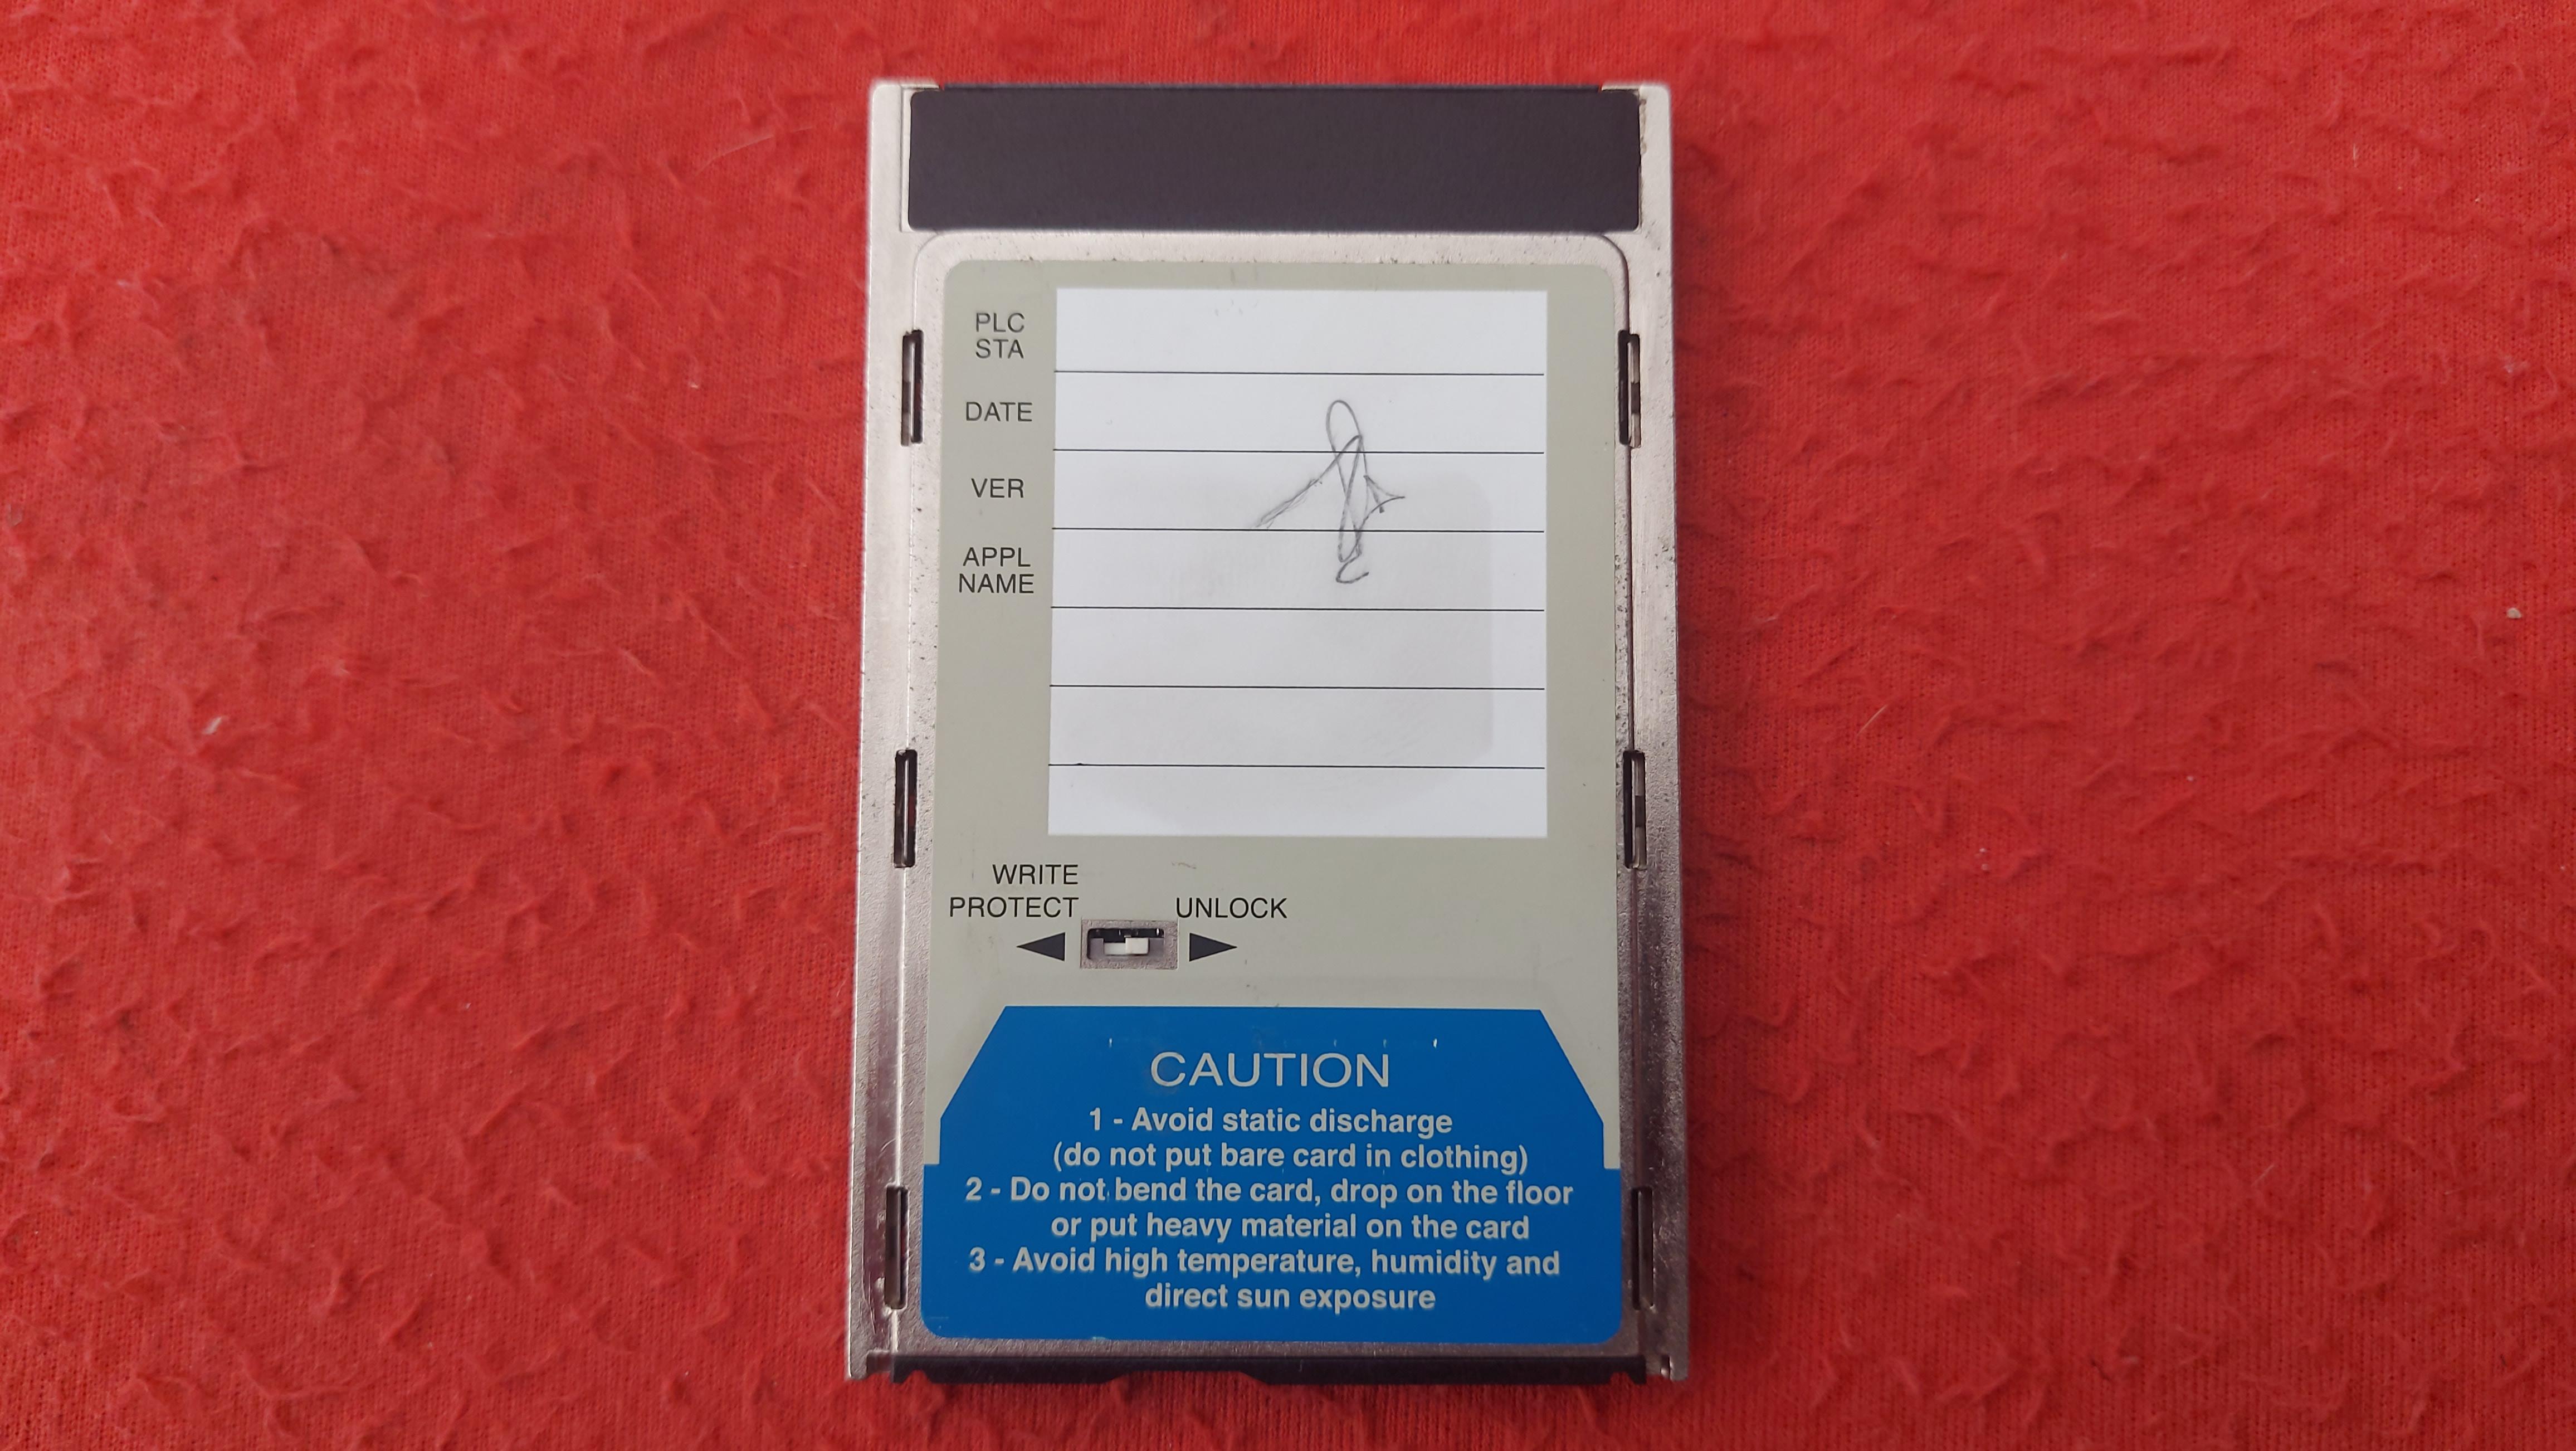 PLC
STA
DATE
VER
APPL
NAME
WRITE
PROTECT UNLOCK
CAUTION
1 - Avoid static discharge
(do not put bare card in clothing)
2 - Do not bend the card, drop on the floor
or put heavy material on the card
3 - Avoid high temperature, humidity and
direct sun exposure